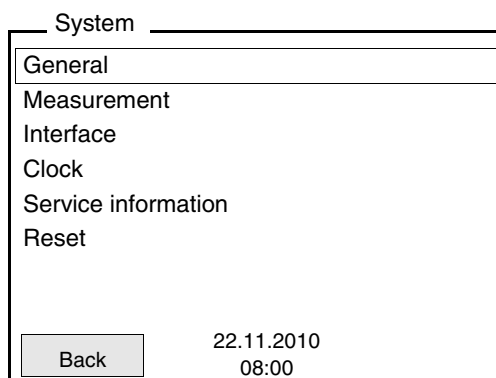 System
General
Measurement
Interface
Clock
Service information
Reset
22.11.2010
Back
08:00